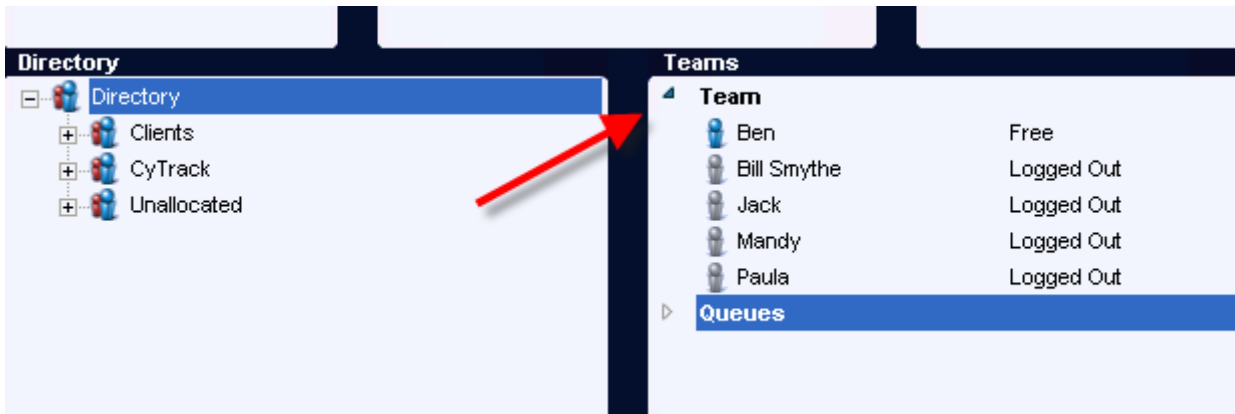 Directory
Directory
Clients
CyTrack
Unallocated
Teams
Team
Ben Free
Bill Smythe Logged Out
Jack Logged Out
Mandy Logged Out
Paula Logged Out
Queues